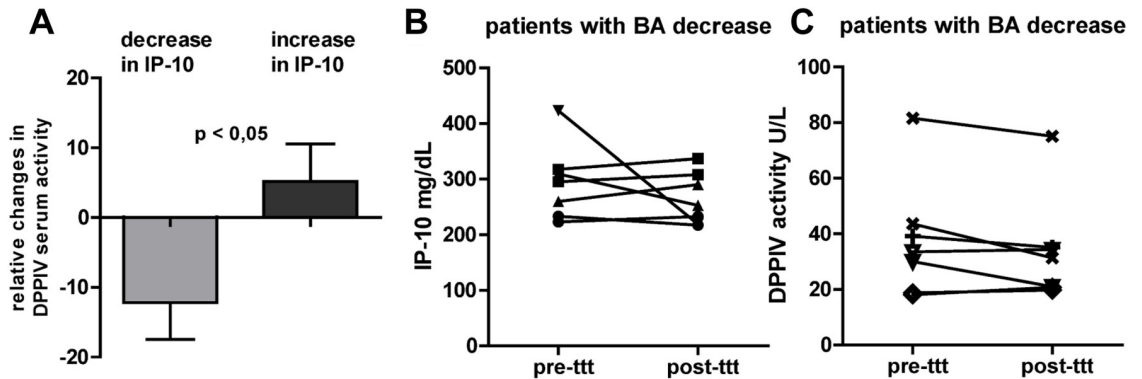 A
decrease
in IP-10
increase
in IP-10
p < 0,05
relative changes in
DPPIV serum activity
20
10
0
-10
-20
B
patients with BA decrease
IP-10 mg/dL
500
400
300
200
100
0
pre-ttt
post-ttt
C
patients with BA decrease
DPPIV activity U/L
100
80
60
40
20
0
pre-ttt
post-ttt